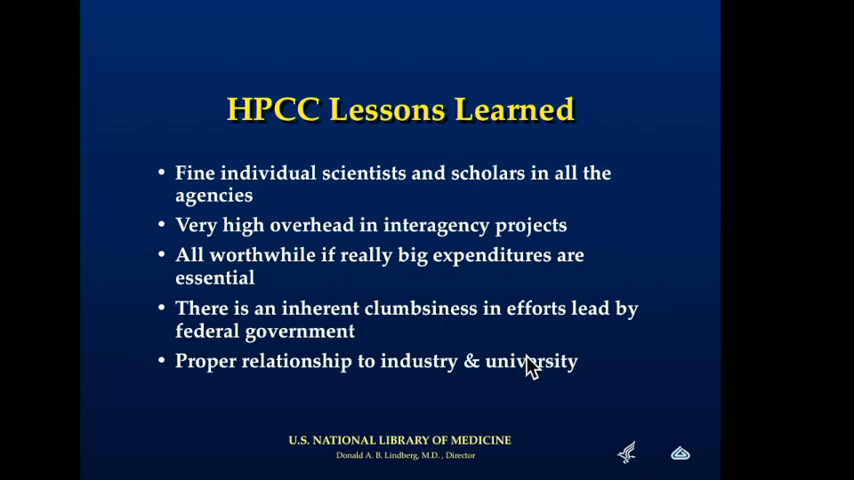 HPCC Lessons Learned
• Fine individual scientists and scholars in all the
agencies
• Very high overhead in interagency projects
• All worthwhile if really big expenditures are
essential
• There is an inherent clumbsiness in efforts lead by
federal government
• Proper relationship to industry & university
U.S. NATIONAL LIBRARY OF MEDICINE
Donald A. B. Lindberg, M.D. , Director